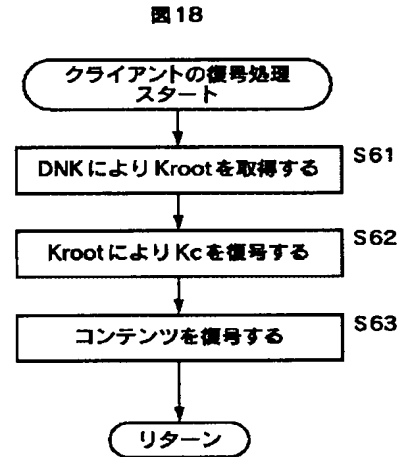 図18
クライアントの復号処理
スタート
DNKによりKrootを取得する
S61
KrootによりKcを復号する
S62
コンテンツを復号する
S63
リターン